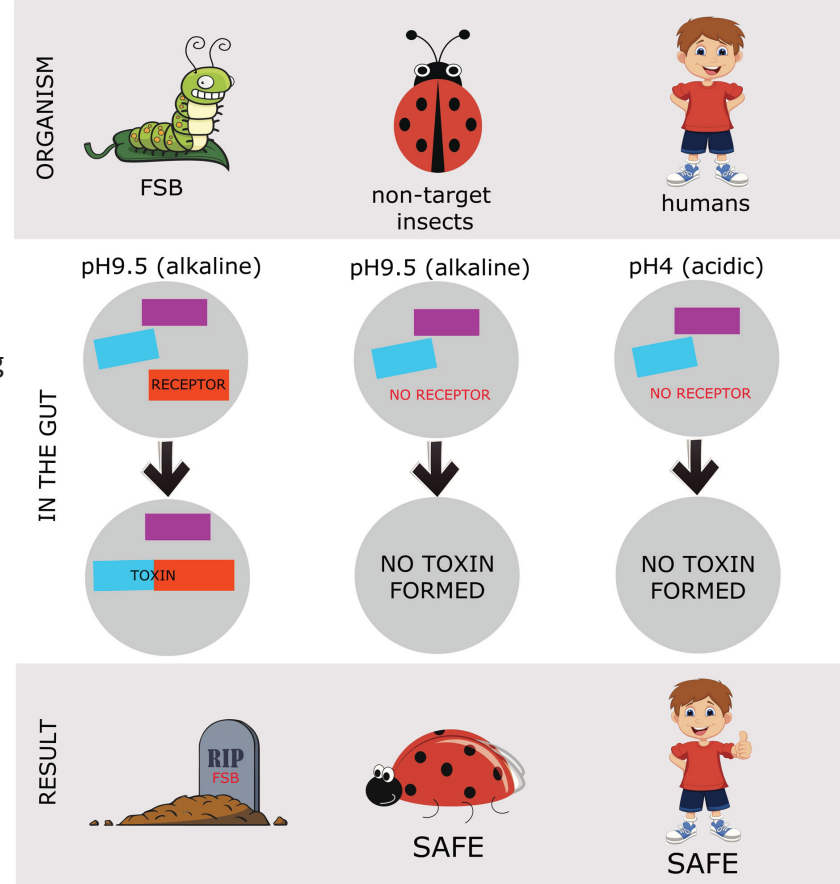 ORGANISM
FSB
non-target
insects
humans
IN THE GUT
pH9.5 (alkaline)
pH9.5 (alkaline)
pH4 (acidic)
RECEPTOR
NO RECEPTOR
NO RECEPTOR
TOXIN
NO TOXIN
FORMED
NO TOXIN
FORMED
g
RESULT
RIP
FSB
SAFE
SAFE